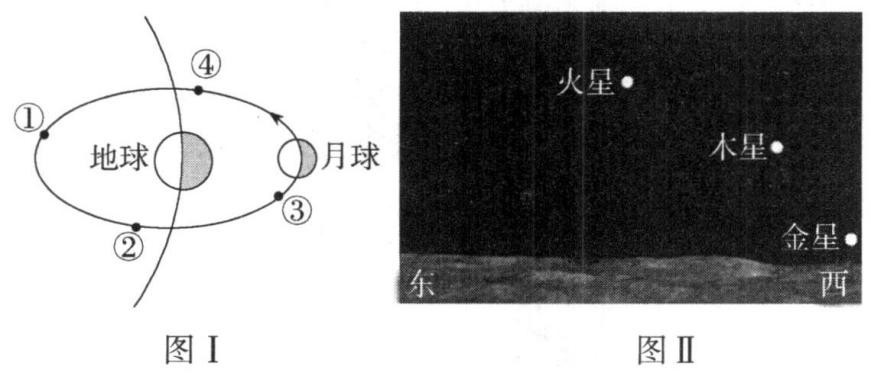 ④
①
地球
月球
③
②
图Ⅰ
火星
木星
金星
东
西
图Ⅱ